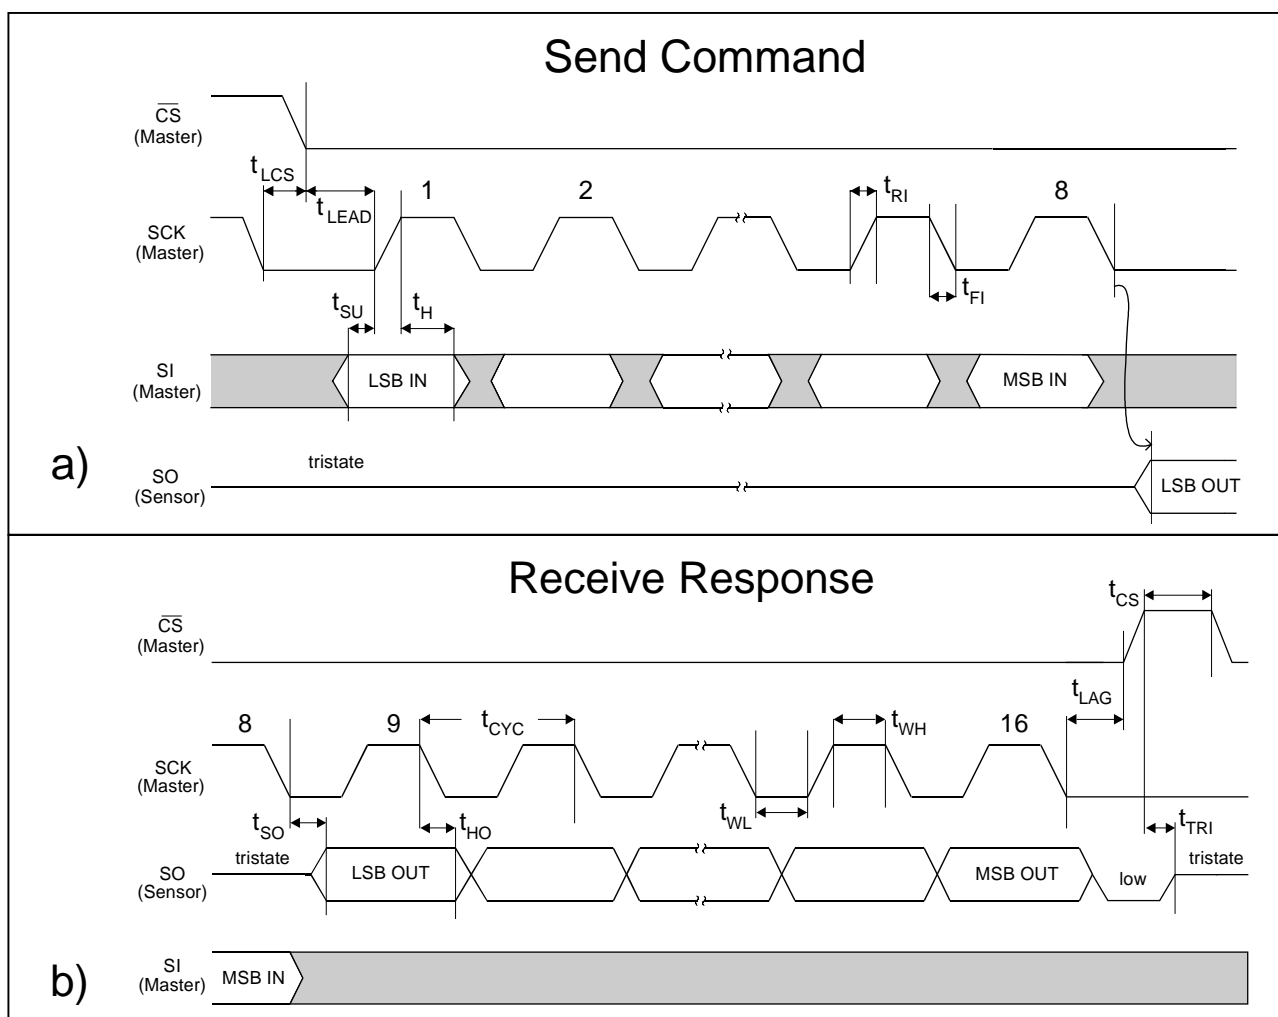 Send Command
CS
(Master)
tLCS
tLEAD
1
2
tRI
8
SCK
(Master)
tSU
tH
tFI
SI
(Master)
LSB IN
MSB IN
a)
tristate
SO
(Sensor)
LSB OUT
Receive Response
tCS
CS
(Master)
tLAG
8
9
tCYC
tWH
16
SCK
(Master)
tSO
tHO
tWL
tTRI
tristate
SO
(Sensor)
LSB OUT
MSB OUT
low
tristate
b)
SI
(Master)
MSB IN